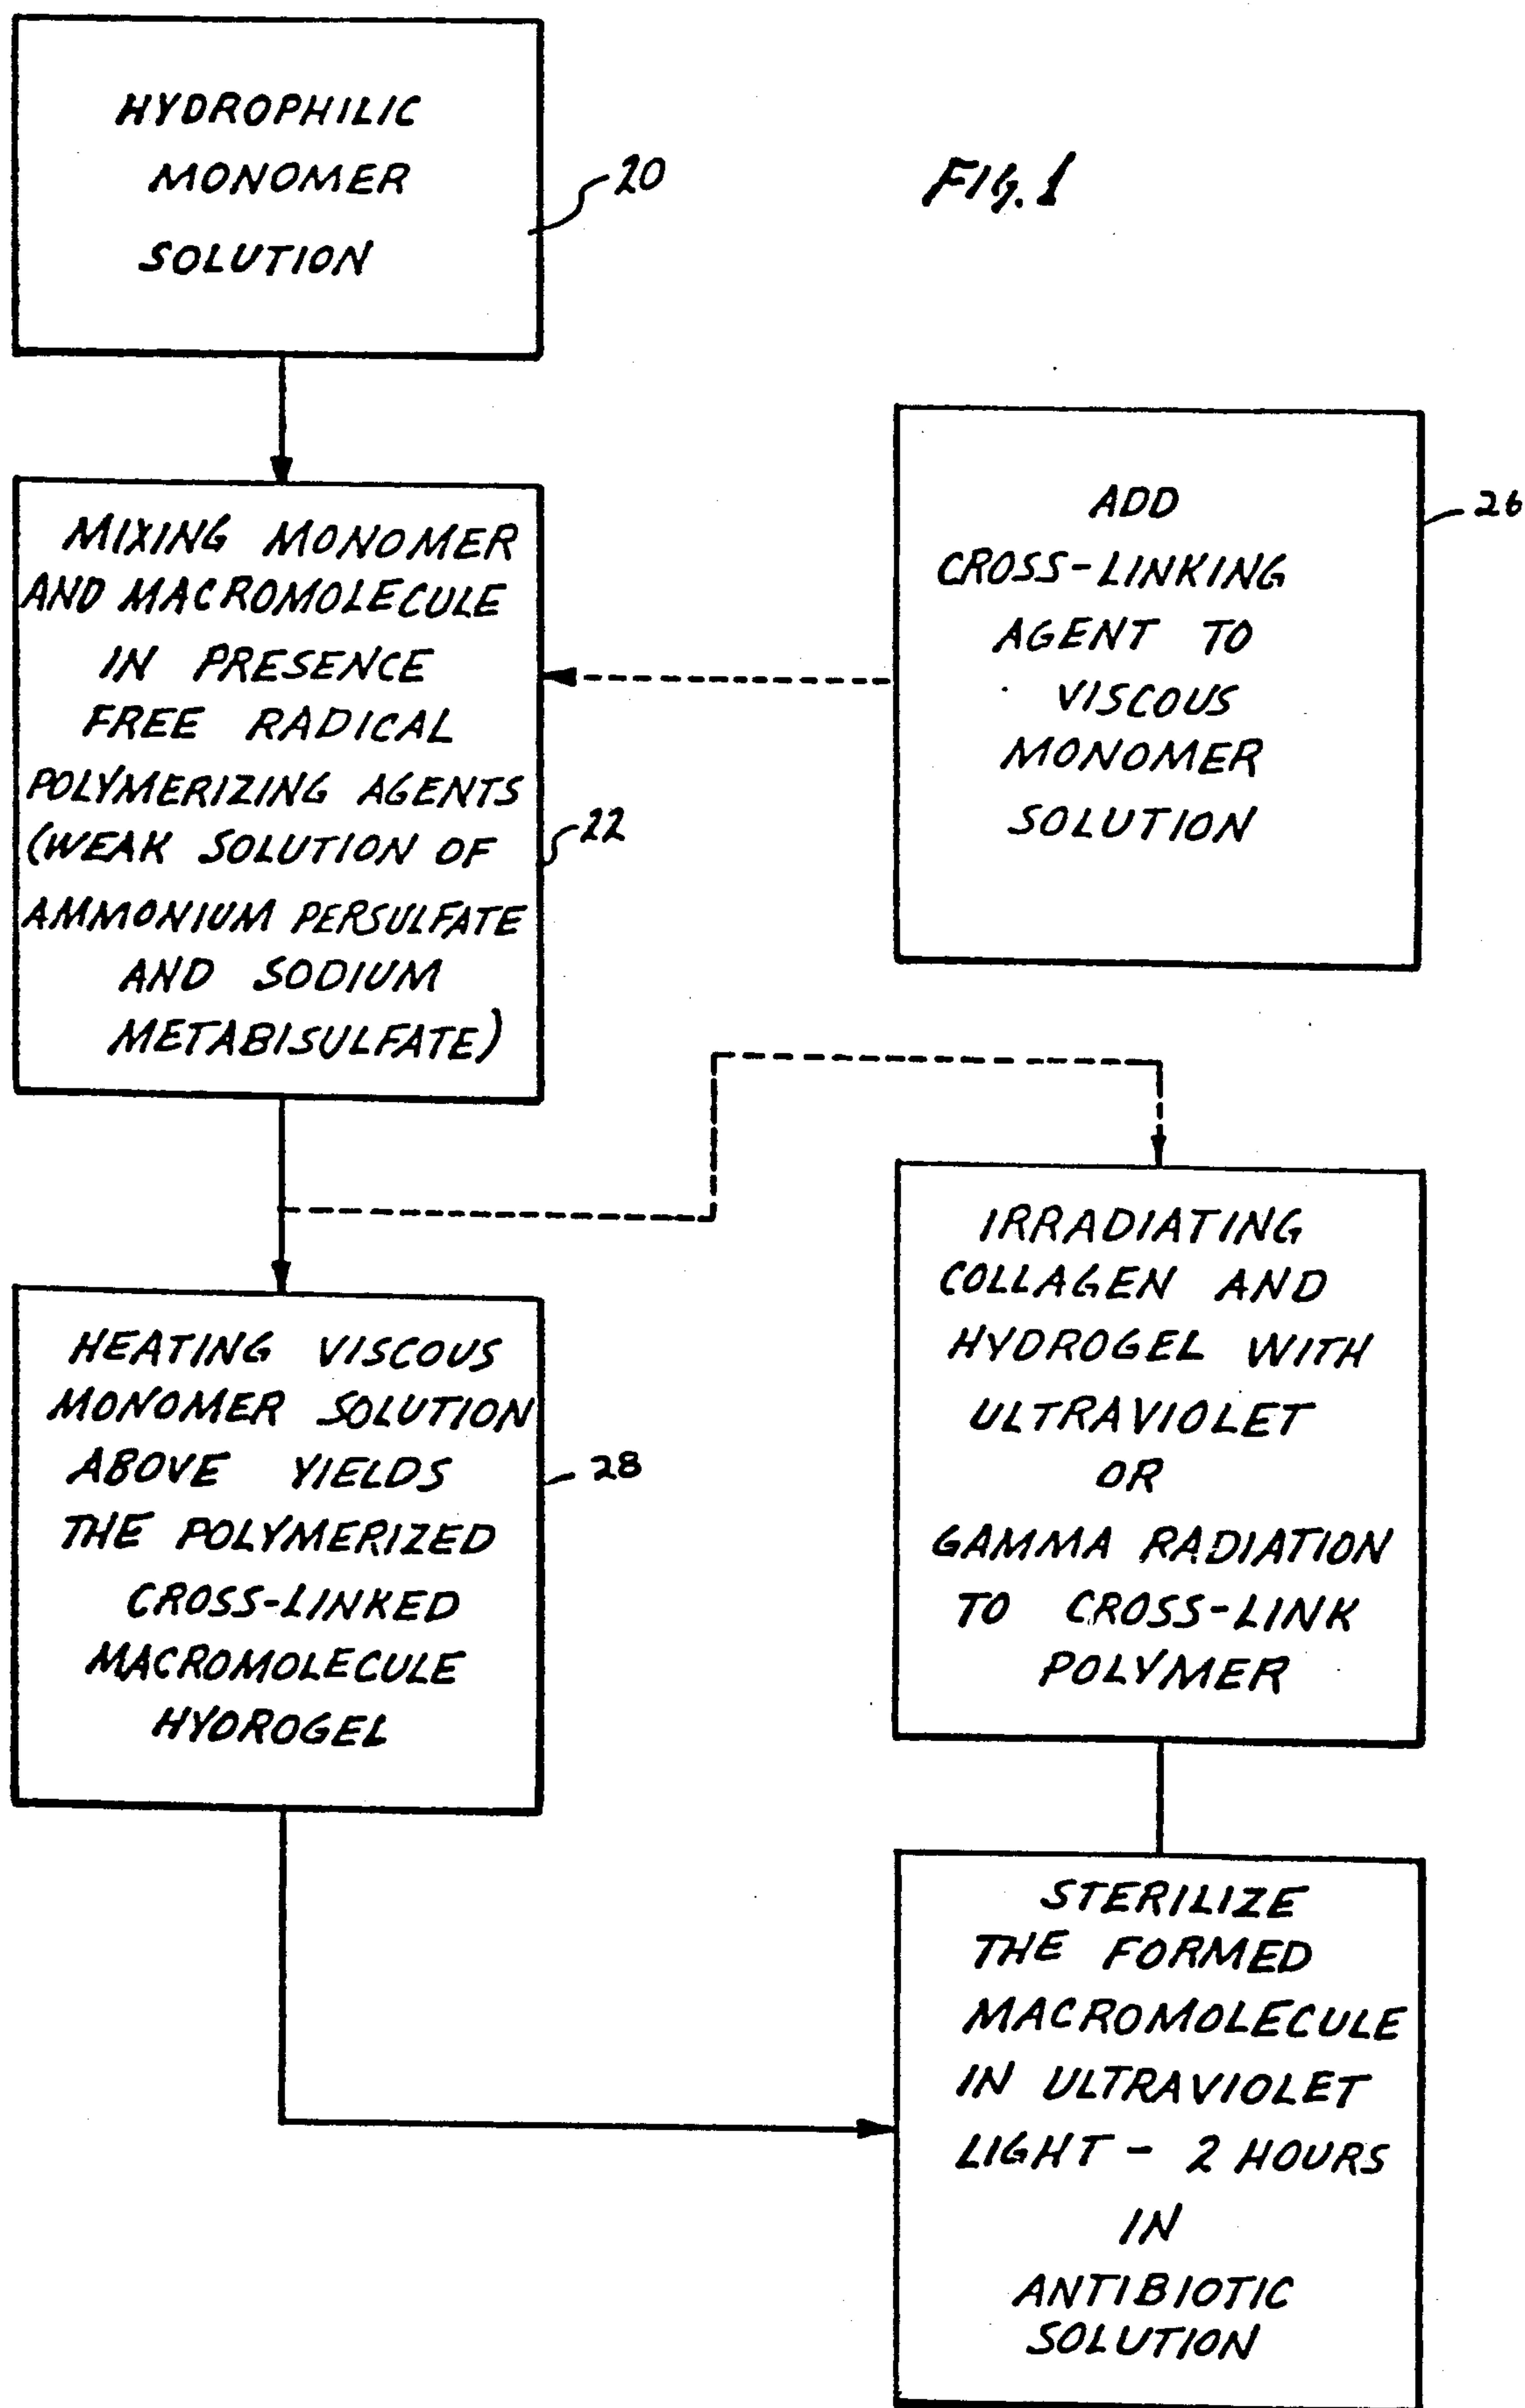 HYDROPHILIC
MONOMER
SOLUTION
20
FIG. 1
MIXING MONOMER
AND MACROMOLECULE
IN PRESENCE
FREE RADICAL
POLYMERIZING AGENTS
(WEAK SOLUTION OF
AMMONIUM PERSULFATE
AND SODIUM
METABISULFATE)
22
ADD
CROSS-LINKING
AGENT TO
VISCOUS
MONOMER
SOLUTION
26
HEATING VISCOUS
MONOMER SOLUTION
ABOVE YIELDS
THE POLYMERIZED
CROSS-LINKED
MACROMOLECULE
HYDROGEL
28
IRRADIATING
COLLAGEN AND
HYDROGEL WITH
ULTRAVIOLET
OR
GAMMA RADIATION
TO CROSS-LINK
POLYMER
STERILIZE
THE FORMED
MACROMOLECULE
IN ULTRAVIOLET
LIGHT - 2 HOURS
IN
ANTIBIOTIC
SOLUTION